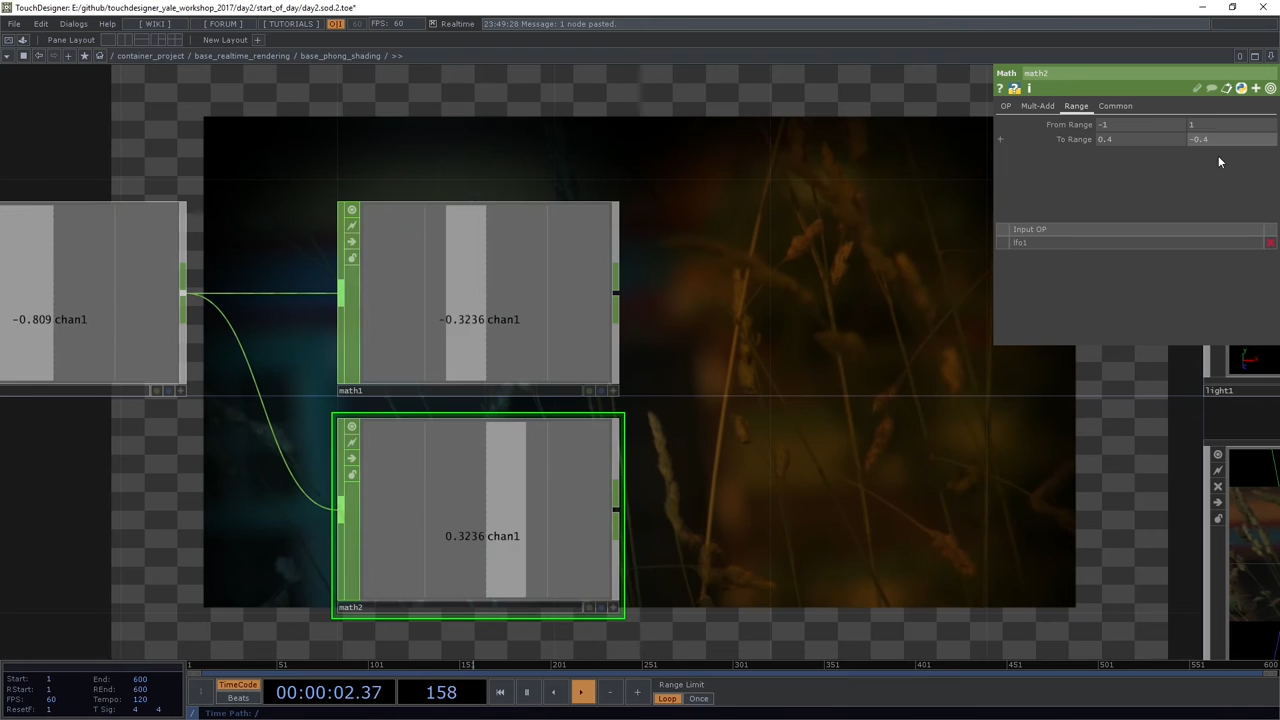 TouchDesigner: E:/github/touchdesigner_yale_workshop_2017/day2/start_of_day/day2.sod.2.toe*
File Edit Dialogs Help [ WIKI ] [ FORUM ] [ TUTORIALS ] O|I FPS: 60 Realtime 23:49:28 Message: 1 node pasted.
Pane Layout New Layout +
/ container_project / base_realtime_rendering / base_phong_shading / >> 0
Math math2
? i
OP Mult-Add Range Common
From Range -1 1
+ To Range 0.4 -0.4
Input OP
lfo1
-0.809 chan1
-0.3236 chan1
math1
light1
0.3236 chan1
math2
1 51 101 151 201 251 301 351 401 451 501 551 600
Start: 1 End: 600
RStart: 1 REnd: 600
FPS: 60 Tempo: 120
ResetF: 1 T Sig: 4 4
TimeCode
Beats
00:00:02.37 158
- +
Range Limit
Loop Once
/ Time Path: /